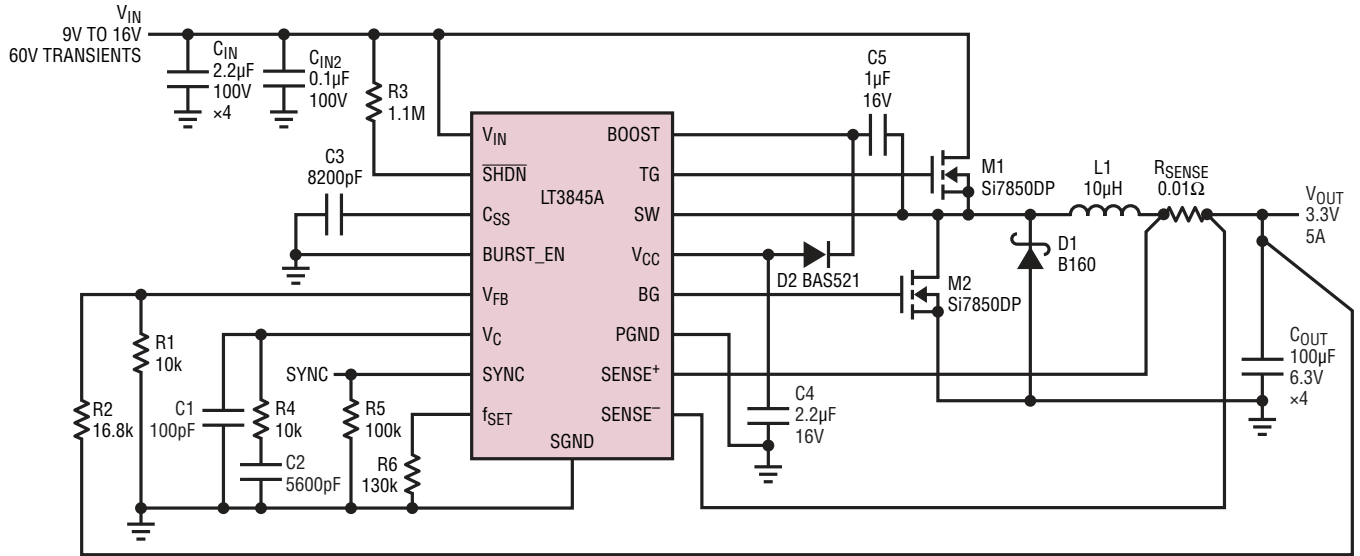 VIN
9V TO 16V
60V TRANSIENTS
CIN
2.2µF
100V
×4
CIN2
0.1µF
100V
R3
1.1M
C5
1µF
16V
C3
8200pF
LT3845A
VIN
SHDN
CSS
BURST_EN
VFB
VC
SYNC
fSET
SGND
BOOST
TG
SW
VCC
BG
PGND
SENSE+
SENSE–
M1
Si7850DP
L1
10µH
RSENSE
0.01Ω
VOUT
3.3V
5A
D1
B160
D2 BAS521
M2
Si7850DP
COUT
100µF
6.3V
×4
R1
10k
R2
16.8k
C1
100pF
R4
10k
C2
5600pF
SYNC
R5
100k
R6
130k
C4
2.2µF
16V